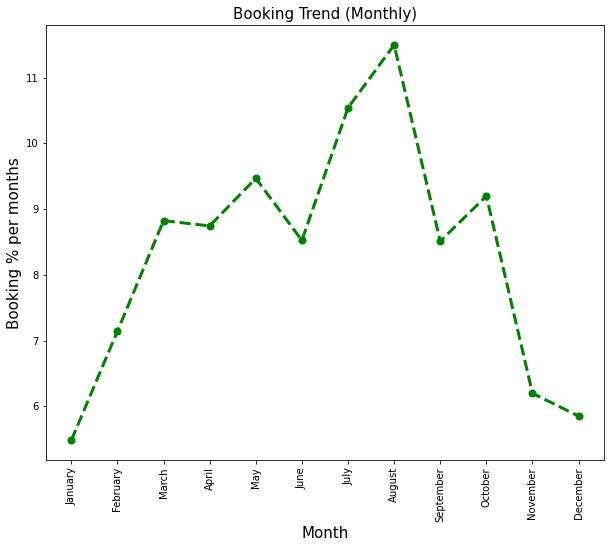 Booking Trend (Monthly)
Booking % per months
11
10
9
8
7
6
January
February
March
April
May
June
July
August
September
October
November
December
Month